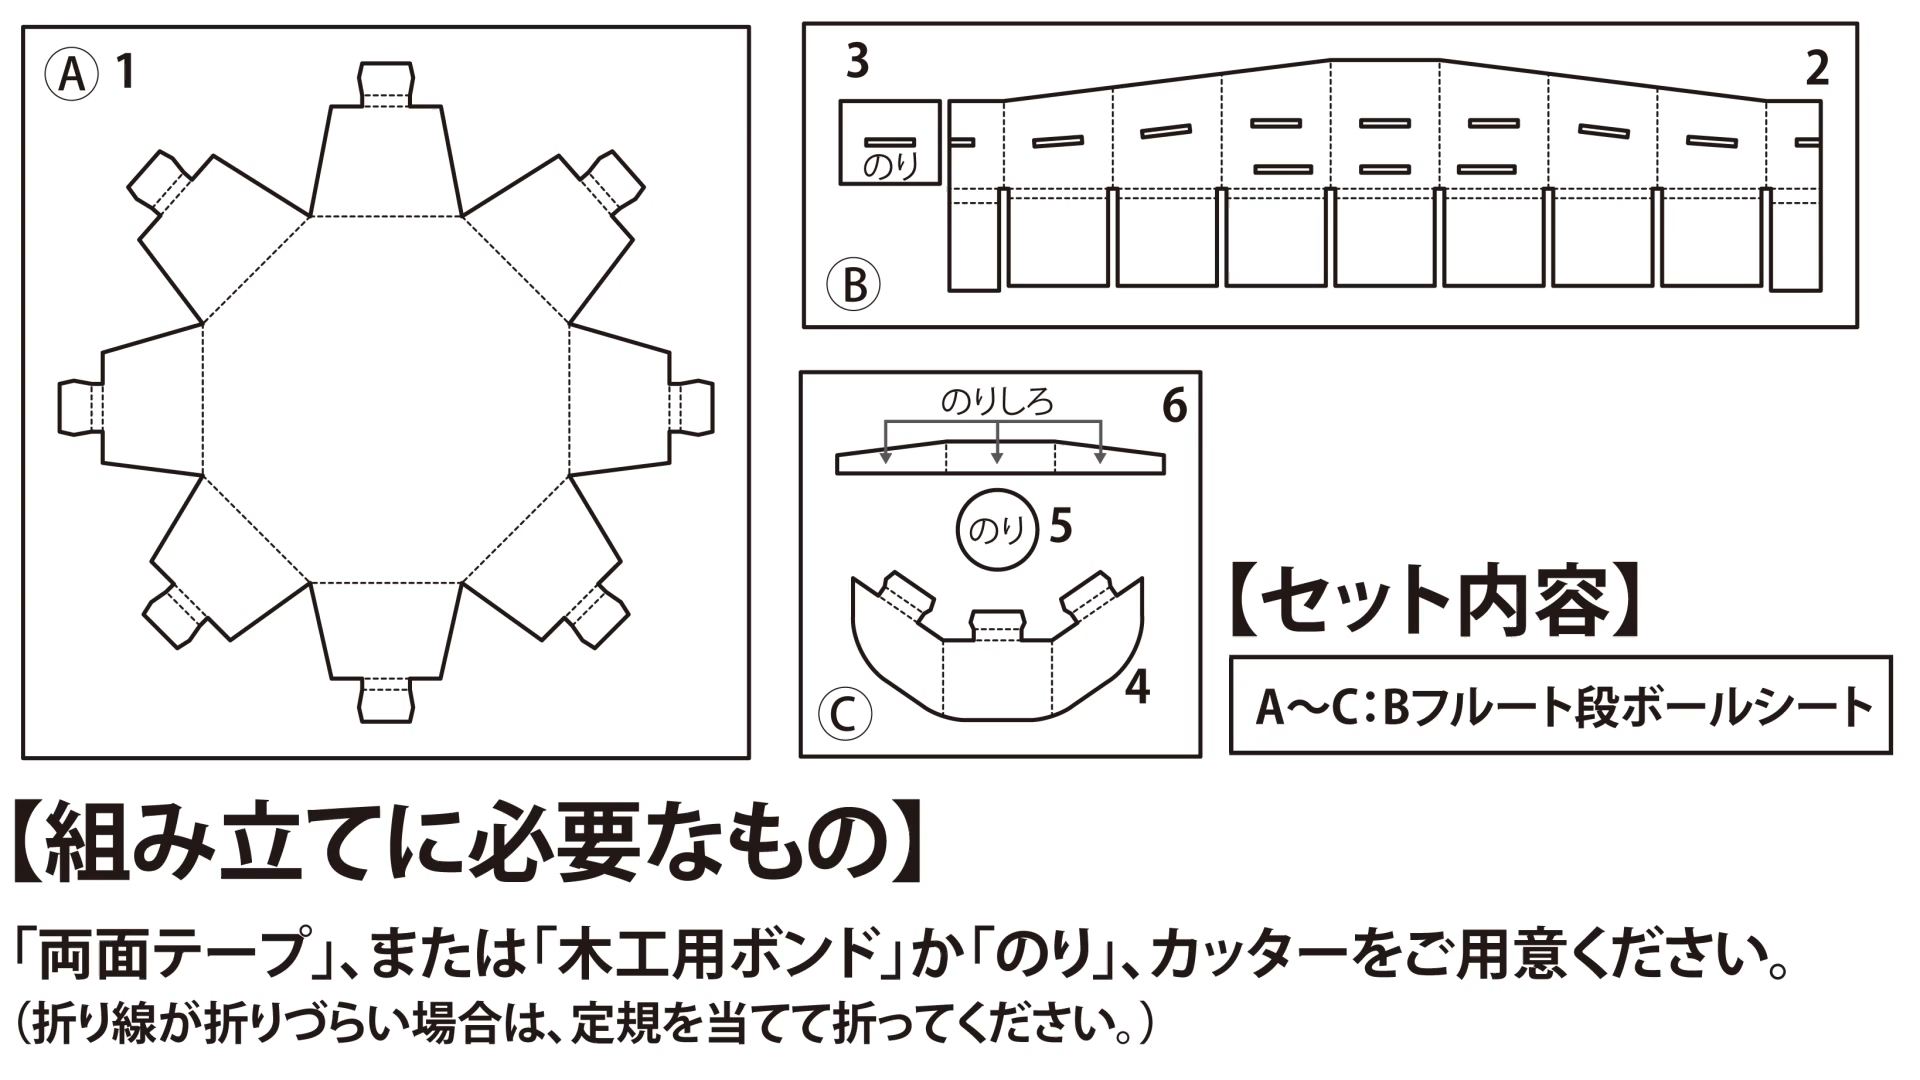 A 1
3
2
のり
B
のりしろ
6
のり 5
4
C
【セット内容】
A～C：Bフルート段ボールシート
【組み立てに必要なもの】
「両面テープ」、または「木工用ボンド」か「のり」、カッターをご用意ください。
（折り線が折りづらい場合は、定規を当てて折ってください。）